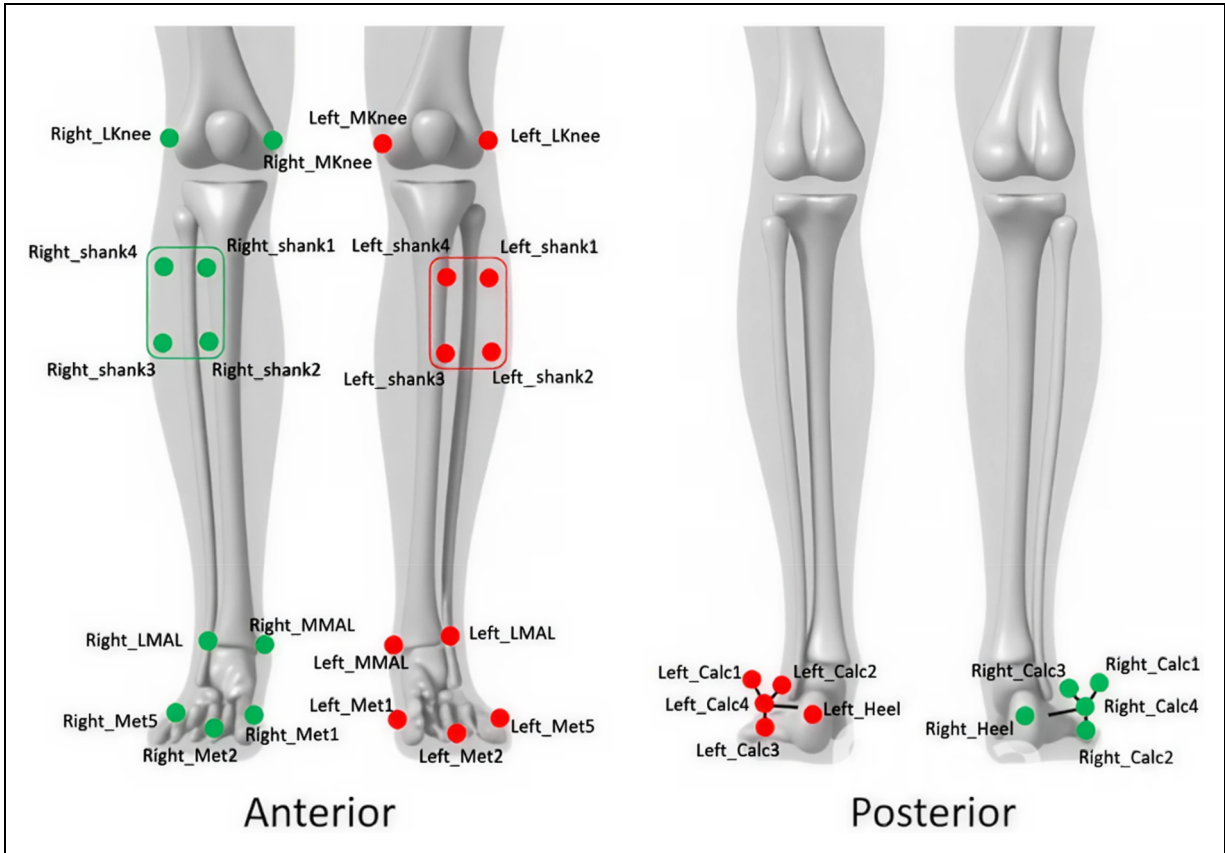 Right_LKnee
Right_MKnee
Left_MKnee
Left_LKnee
Right_shank4
Right_shank1
Left_shank4
Left_shank1
Right_shank3
Right_shank2
Left_shank3
Left_shank2
Right_LMAL
Right_MMAL
Left_MMAL
Left_LMAL
Right_Met5
Right_Met1
Right_Met2
Left_Met1
Left_Met5
Left_Met2
Left_Calc1
Left_Calc2
Left_Calc4
Left_Heel
Left_Calc3
Right_Calc3
Right_Calc1
Right_Calc4
Right_Heel
Right_Calc2
Anterior
Posterior